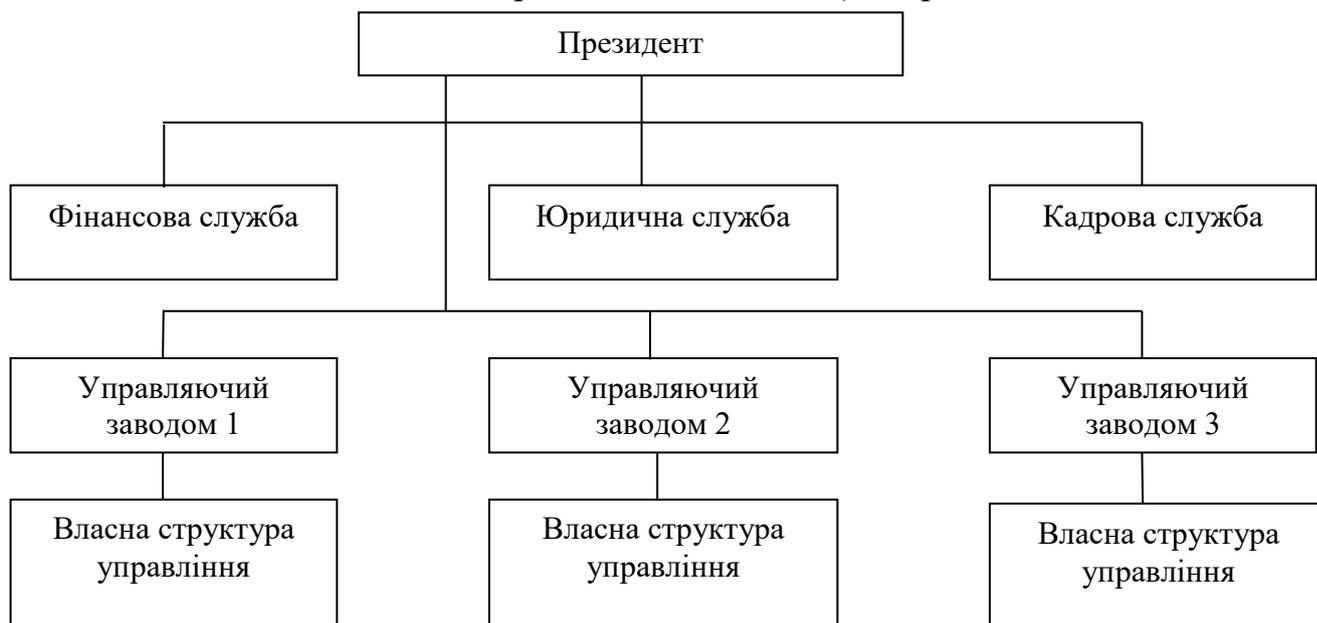 Президент
Фінансова служба
Юридична служба
Кадрова служба
Управляючий
заводом 1
Управляючий
заводом 2
Управляючий
заводом 3
Власна структура
управління
Власна структура
управління
Власна структура
управління